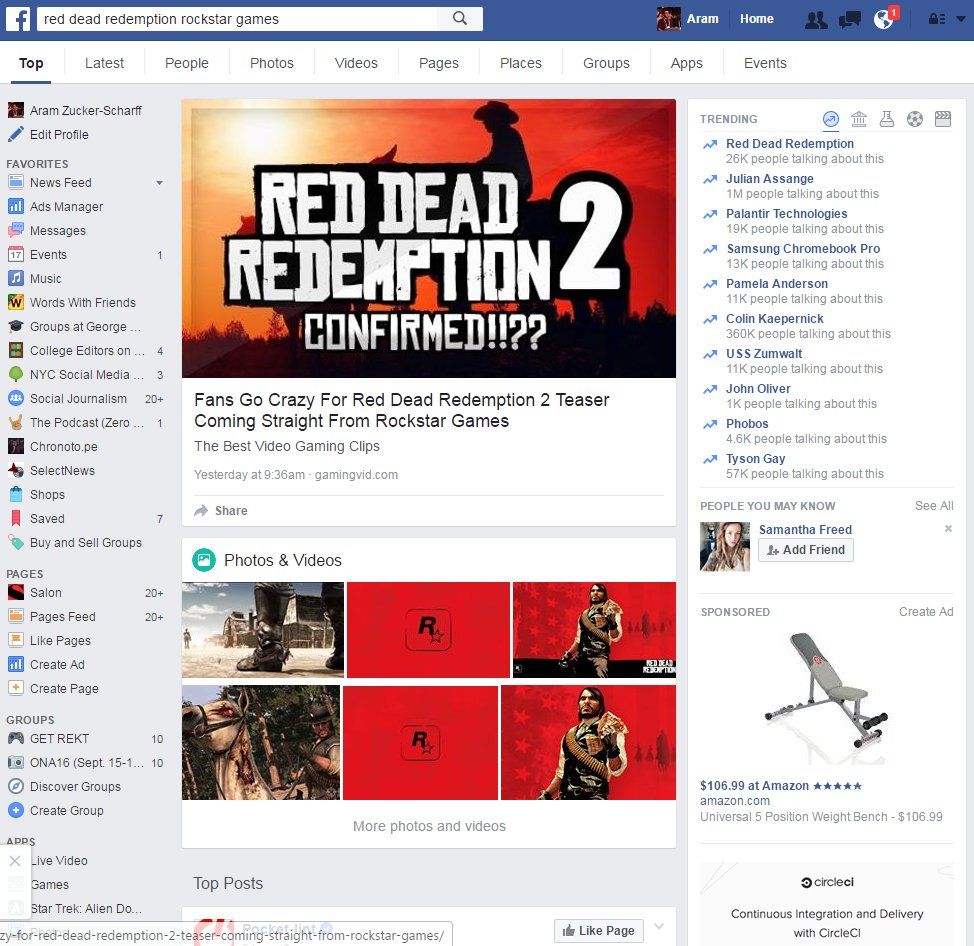 red dead redemption rockstar games
Aram
Home
1
Top
Latest
People
Photos
Videos
Pages
Places
Groups
Apps
Events
Aram Zucker-Scharff
Edit Profile
FAVORITES
News Feed
Ads Manager
Messages
17
Events 1
Music
Words With Friends
Groups at George ...
College Editors on ... 4
NYC Social Media ... 3
Social Journalism 20+
The Podcast (Zero ... 1
Chronoto.pe
SelectNews
Shops
Saved 7
Buy and Sell Groups
PAGES
Salon 20+
Pages Feed 20+
Like Pages
Create Ad
Create Page
GROUPS
GET REKT 10
ONA16 (Sept. 15-1... 10
Discover Groups
Create Group
APPS
Live Video
Games
Star Trek: Alien Do...
RED DEAD
REDEMPTION 2
CONFIRMED!!??
Fans Go Crazy For Red Dead Redemption 2 Teaser
Coming Straight From Rockstar Games
The Best Video Gaming Clips
Yesterday at 9:36am · gamingvid.com
Share
Photos & Videos
R
RED DEAD
REDEMPTION
R
More photos and videos
Top Posts
Rocket-lint
Like Page
zy-for-red-dead-redemption-2-teaser-coming-straight-from-rockstar-games/
TRENDING
Red Dead Redemption
26K people talking about this
Julian Assange
1M people talking about this
Palantir Technologies
19K people talking about this
Samsung Chromebook Pro
13K people talking about this
Pamela Anderson
11K people talking about this
Colin Kaepernick
360K people talking about this
USS Zumwalt
11K people talking about this
John Oliver
1K people talking about this
Phobos
4.6K people talking about this
Tyson Gay
57K people talking about this
PEOPLE YOU MAY KNOW
See All
Samantha Freed
Add Friend
SPONSORED
Create Ad
$106.99 at Amazon ★★★★★
amazon.com
Universal 5 Position Weight Bench - $106.99
circleci
Continuous Integration and Delivery
with CircleCI